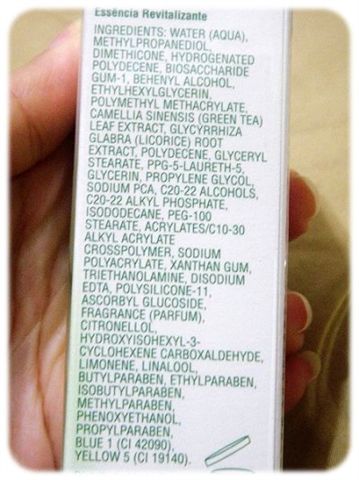 Essência Revitalizante
INGREDIENTS: WATER (AQUA),
METHYLPROPANEDIOL,
DIMETHICONE, HYDROGENATED
POLYDECENE, BIOSACCHARIDE
GUM-1, BEHENYL ALCOHOL,
ETHYLHEXYLGLYCERIN,
POLYMETHYL METHACRYLATE,
CAMELLIA SINENSIS (GREEN TEA)
LEAF EXTRACT, GLYCYRRHIZA
GLABRA (LICORICE) ROOT
EXTRACT, POLYDECENE, GLYCERYL
STEARATE, PPG-5-LAURETH-5,
GLYCERIN, PROPYLENE GLYCOL,
SODIUM PCA, C20-22 ALCOHOLS,
C20-22 ALKYL PHOSPHATE,
ISODODECANE, PEG-100
STEARATE, ACRYLATES/C10-30
ALKYL ACRYLATE
CROSSPOLYMER, SODIUM
POLYACRYLATE, XANTHAN GUM,
TRIETHANOLAMINE, DISODIUM
EDTA, POLYSILICONE-11,
ASCORBYL GLUCOSIDE,
FRAGRANCE (PARFUM),
CITRONELLOL,
HYDROXYISOHEXYL-3-
CYCLOHEXENE CARBOXALDEHYDE,
LIMONENE, LINALOOL,
BUTYLPARABEN, ETHYLPARABEN,
ISOBUTYLPARABEN,
METHYLPARABEN,
PHENOXYETHANOL,
PROPYLPARABEN,
BLUE 1 (CI 42090),
YELLOW 5 (CI 19140).